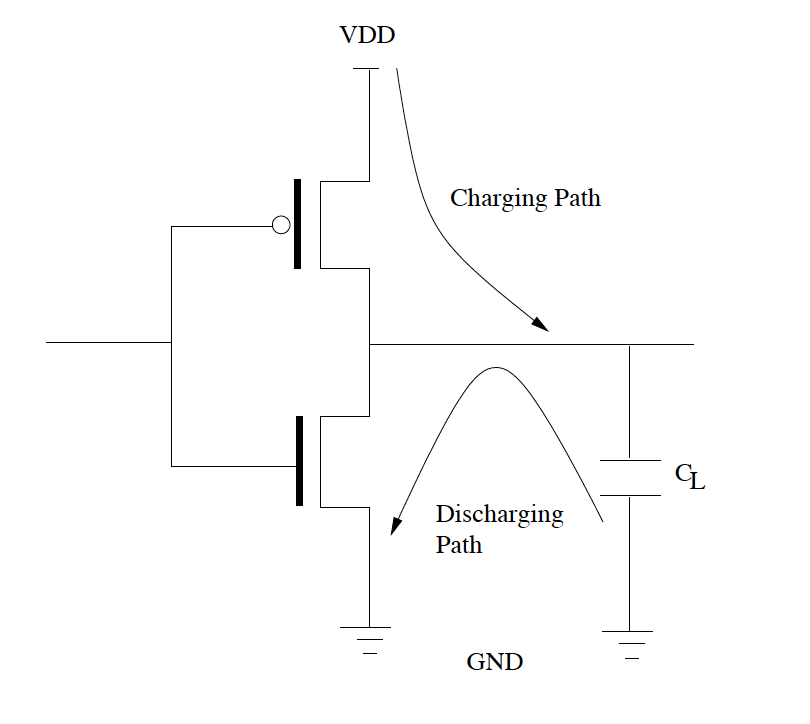 VDD
Charging Path
CL
Discharging
Path
GND